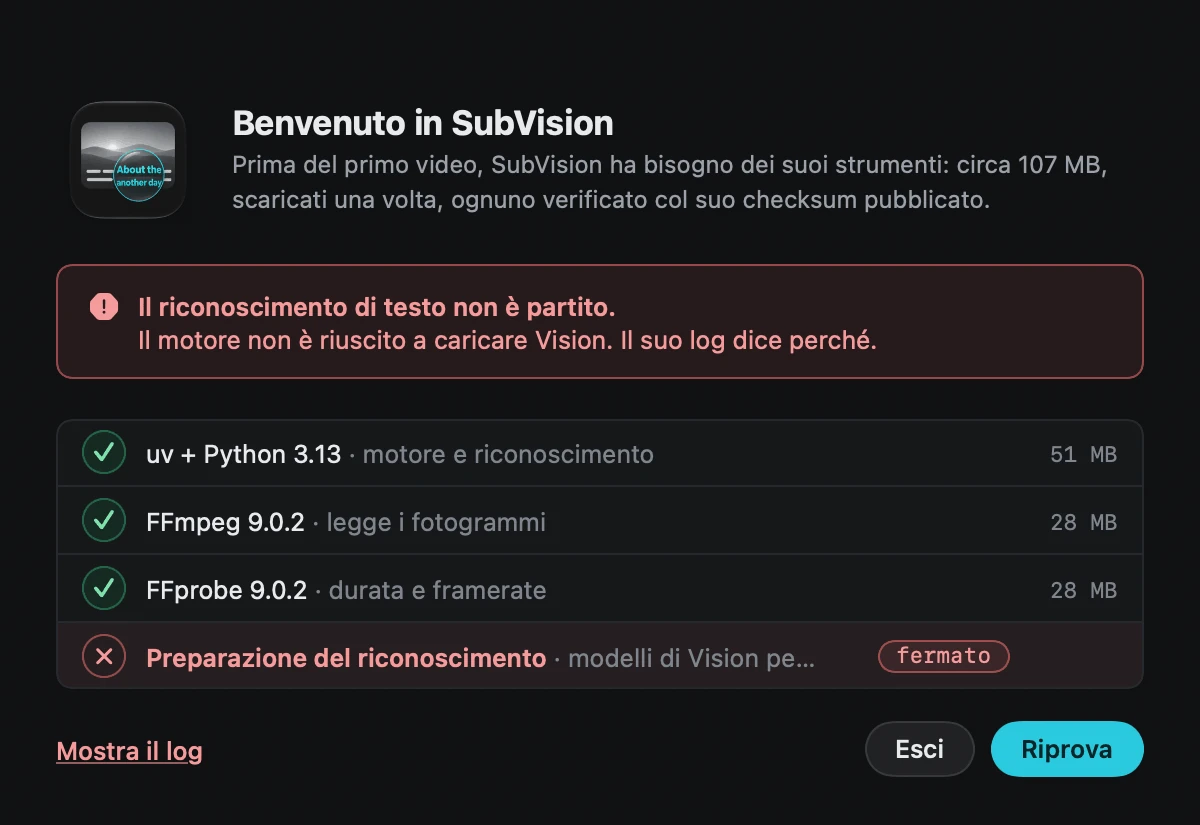 Benvenuto in SubVision
Prima del primo video, SubVision ha bisogno dei suoi strumenti: circa 107 MB,
scaricati una volta, ognuno verificato col suo checksum pubblicato.
About the
another day
Il riconoscimento di testo non è partito.
Il motore non è riuscito a caricare Vision. Il suo log dice perché.
uv + Python 3.13 · motore e riconoscimento 51 MB
FFmpeg 9.0.2 · legge i fotogrammi 28 MB
FFprobe 9.0.2 · durata e framerate 28 MB
Preparazione del riconoscimento · modelli di Vision pe... fermato
Mostra il log Esci Riprova